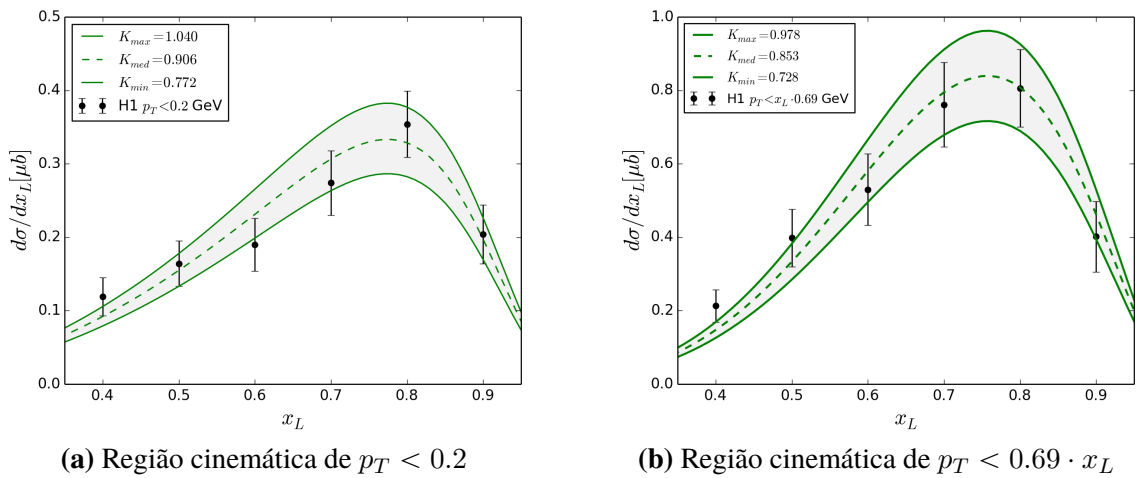 0.5
0.4
0.3
0.2
0.1
0.0
dσ/dx_L[μb]
K_max=1.040
K_med=0.906
K_min=0.772
H1 p_T<0.2 GeV
0.4 0.5 0.6 0.7 0.8 0.9
x_L
(a) Região cinemática de p_T < 0.2
1.0
0.8
0.6
0.4
0.2
0.0
dσ/dx_L[μb]
K_max=0.978
K_med=0.853
K_min=0.728
H1 p_T<x_L·0.69 GeV
0.4 0.5 0.6 0.7 0.8 0.9
x_L
(b) Região cinemática de p_T < 0.69 · x_L